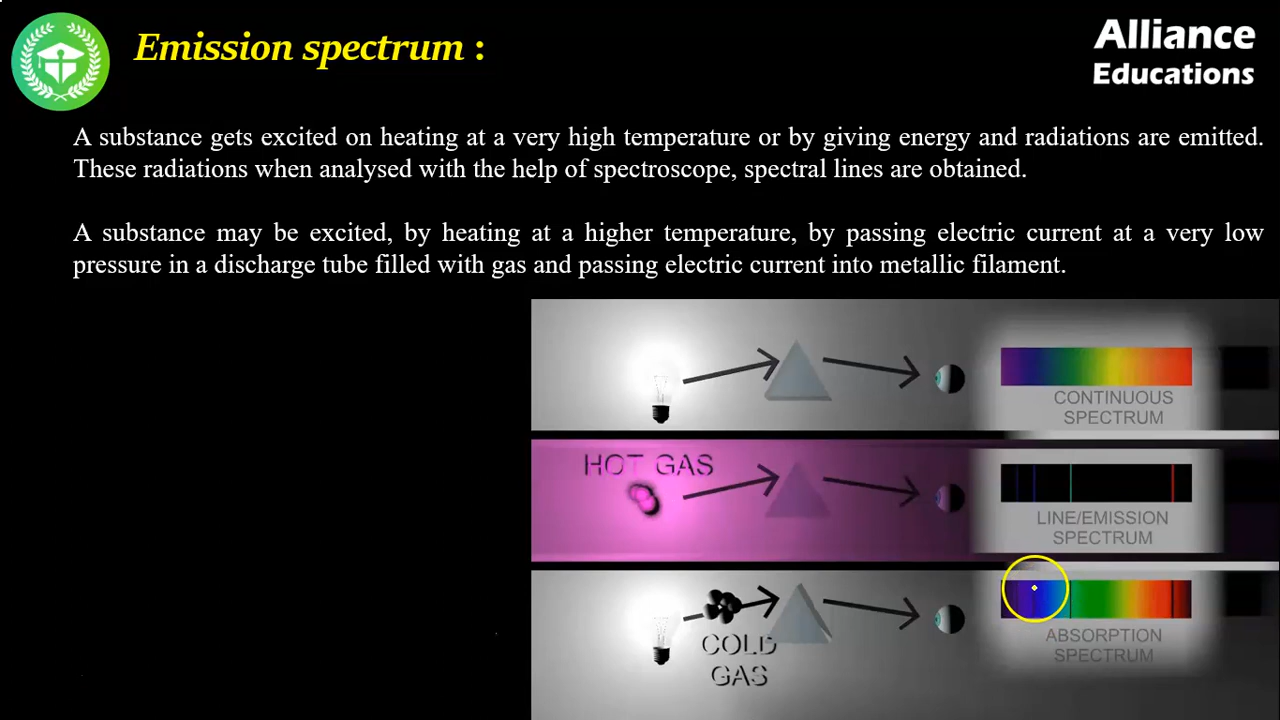 Emission spectrum :
Alliance
Educations
A substance gets excited on heating at a very high temperature or by giving energy and radiations are emitted.
These radiations when analysed with the help of spectroscope, spectral lines are obtained.
A substance may be excited, by heating at a higher temperature, by passing electric current at a very low
pressure in a discharge tube filled with gas and passing electric current into metallic filament.
CONTINUOUS
SPECTRUM
HOT GAS
LINE/EMISSION
SPECTRUM
COLD
GAS
ABSORPTION
SPECTRUM